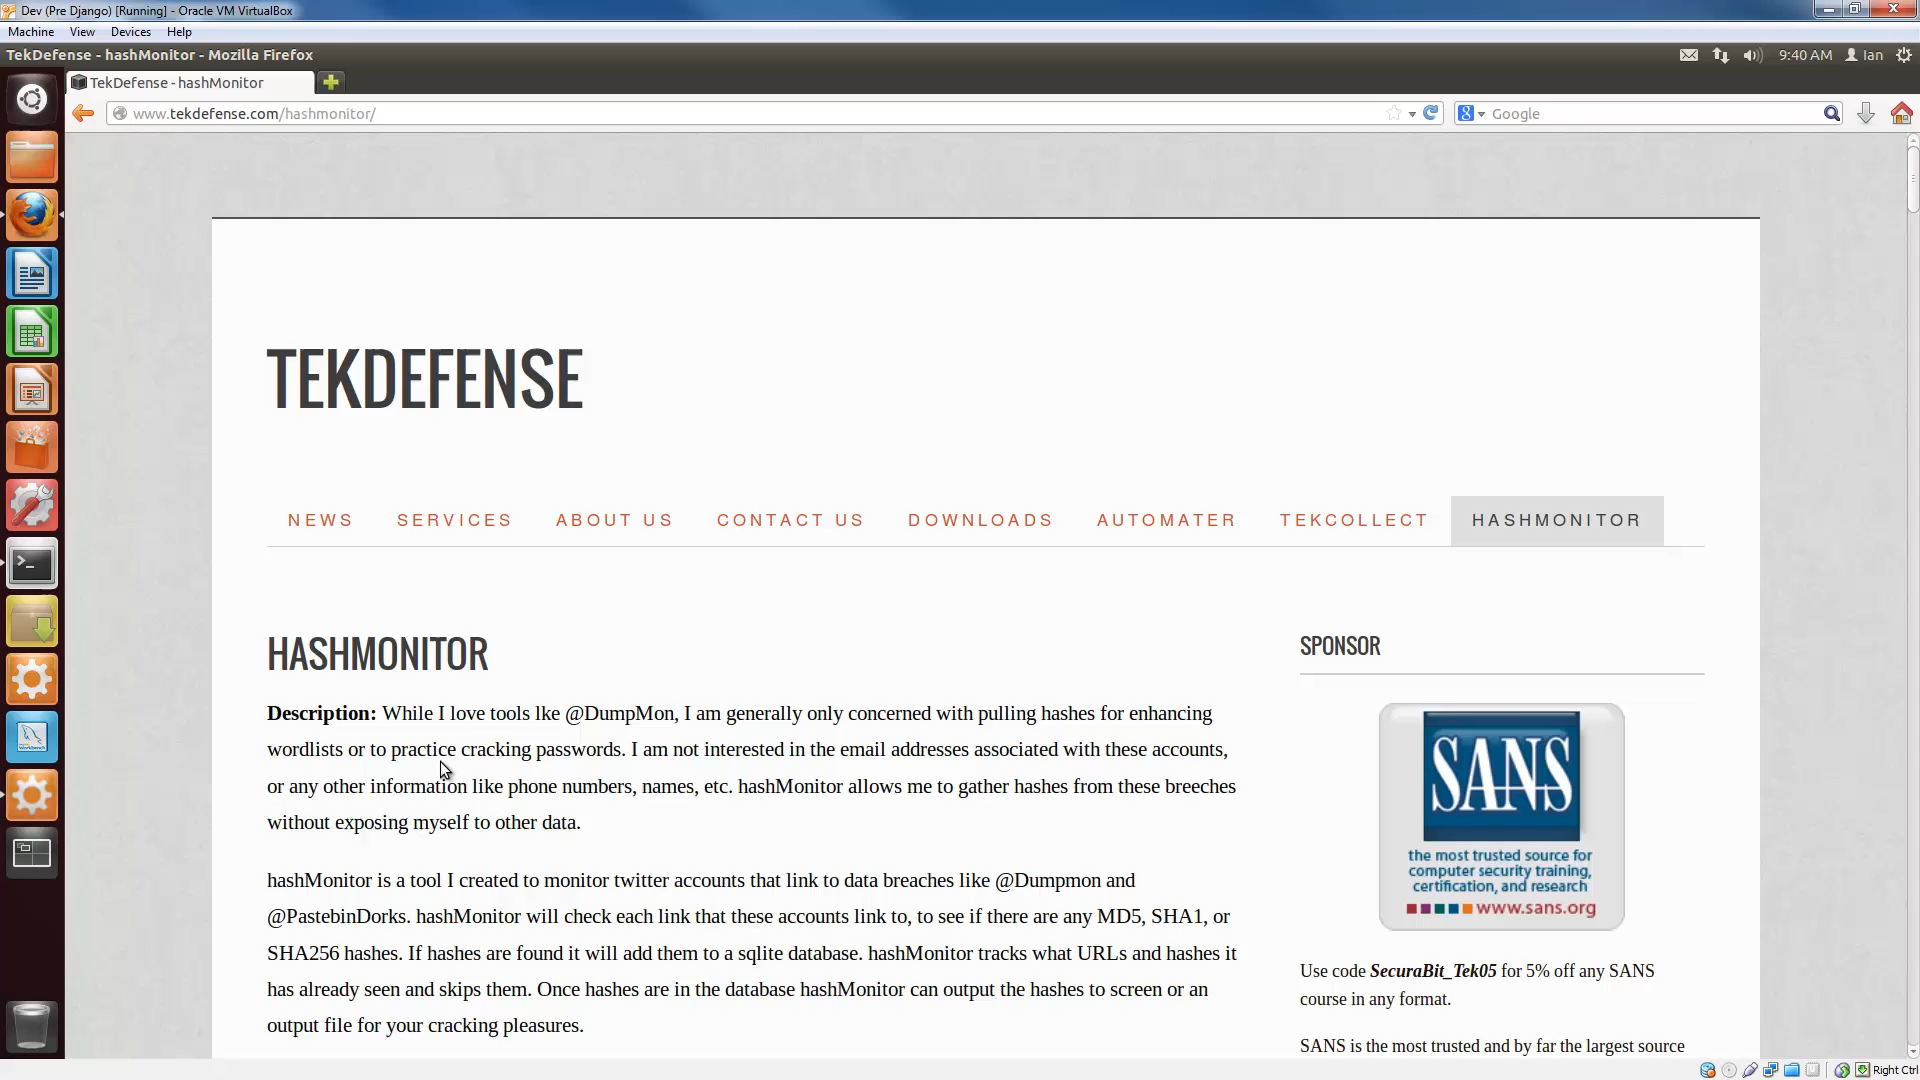 Dev (Pre Django) [Running] - Oracle VM VirtualBox
Machine View Devices Help
TekDefense - hashMonitor - Mozilla Firefox
9:40 AM Ian
TekDefense - hashMonitor
www.tekdefense.com/hashmonitor/
Google
TEKDEFENSE
NEWS SERVICES ABOUT US CONTACT US DOWNLOADS AUTOMATER TEKCOLLECT HASHMONITOR
HASHMONITOR
Description: While I love tools lke @DumpMon, I am generally only concerned with pulling hashes for enhancing
wordlists or to practice cracking passwords. I am not interested in the email addresses associated with these accounts,
or any other information like phone numbers, names, etc. hashMonitor allows me to gather hashes from these breeches
without exposing myself to other data.
hashMonitor is a tool I created to monitor twitter accounts that link to data breaches like @Dumpmon and
@PastebinDorks. hashMonitor will check each link that these accounts link to, to see if there are any MD5, SHA1, or
SHA256 hashes. If hashes are found it will add them to a sqlite database. hashMonitor tracks what URLs and hashes it
has already seen and skips them. Once hashes are in the database hashMonitor can output the hashes to screen or an
output file for your cracking pleasures.
SPONSOR
SANS
the most trusted source for
computer security training,
certification, and research
www.sans.org
Use code SecuraBit_Tek05 for 5% off any SANS
course in any format.
SANS is the most trusted and by far the largest source
Right Ctrl